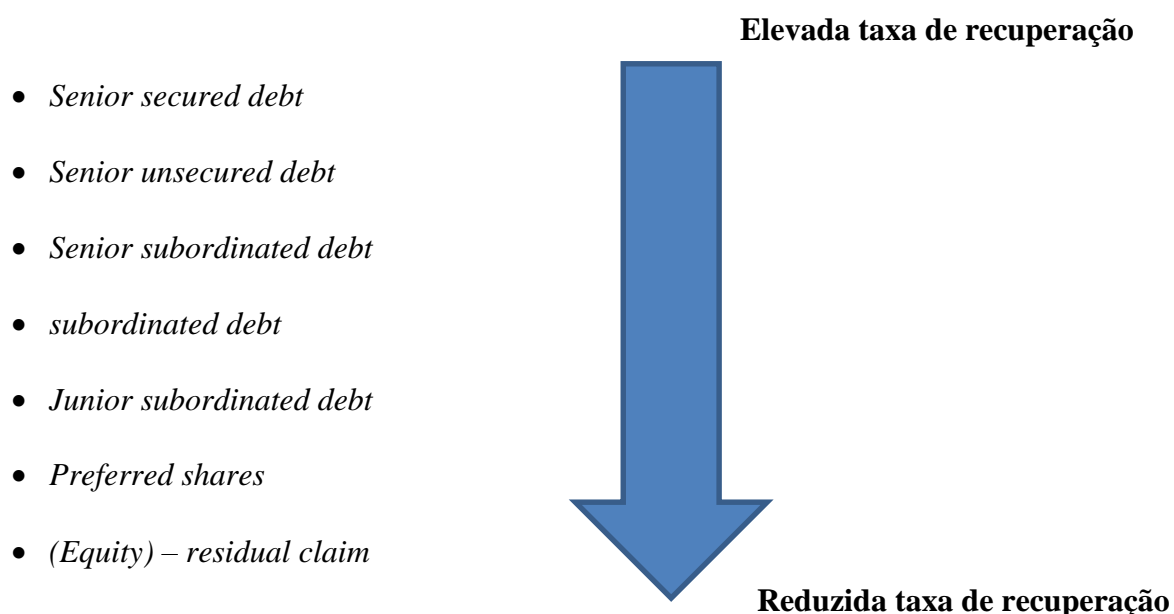 Elevada taxa de recuperação
• Senior secured debt
• Senior unsecured debt
• Senior subordinated debt
• subordinated debt
• Junior subordinated debt
• Preferred shares
• (Equity) – residual claim
Reduzida taxa de recuperação